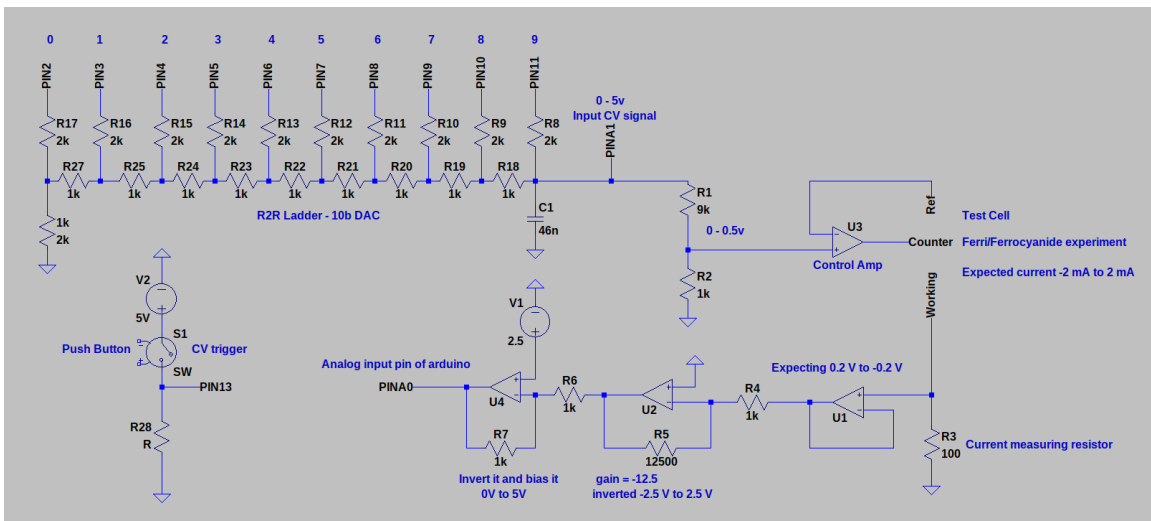 0 1 2 3 4 5 6 7 8 9
PIN2 PIN3 PIN4 PIN5 PIN6 PIN7 PIN8 PIN9 PIN10 PIN11
0 - 5v
Input CV signal
PINA1
R17 R16 R15 R14 R13 R12 R11 R10 R9 R8
2k 2k 2k 2k 2k 2k 2k 2k 2k 2k
R27 R25 R24 R23 R22 R21 R20 R19 R18
1k 1k 1k 1k 1k 1k 1k 1k 1k
1k
2k
R2R Ladder - 10b DAC
C1
46n
R1
9k
0 - 0.5v
R2
1k
U3
-
+
Control Amp
Ref
Counter
Working
Test Cell
Ferri/Ferrocyanide experiment
Expected current -2 mA to 2 mA
V2
-
+
5V
Push Button
S1
-
+
SW
CV trigger
PIN13
R28
R
V1
-
+
2.5
Analog input pin of arduino
PINA0
+
-
U4
R6
1k
R7
1k
Invert it and bias it
0V to 5V
+
-
U2
R5
12500
gain = -12.5
inverted -2.5 V to 2.5 V
R4
1k
Expecting 0.2 V to -0.2 V
+
-
U1
R3
100
Current measuring resistor